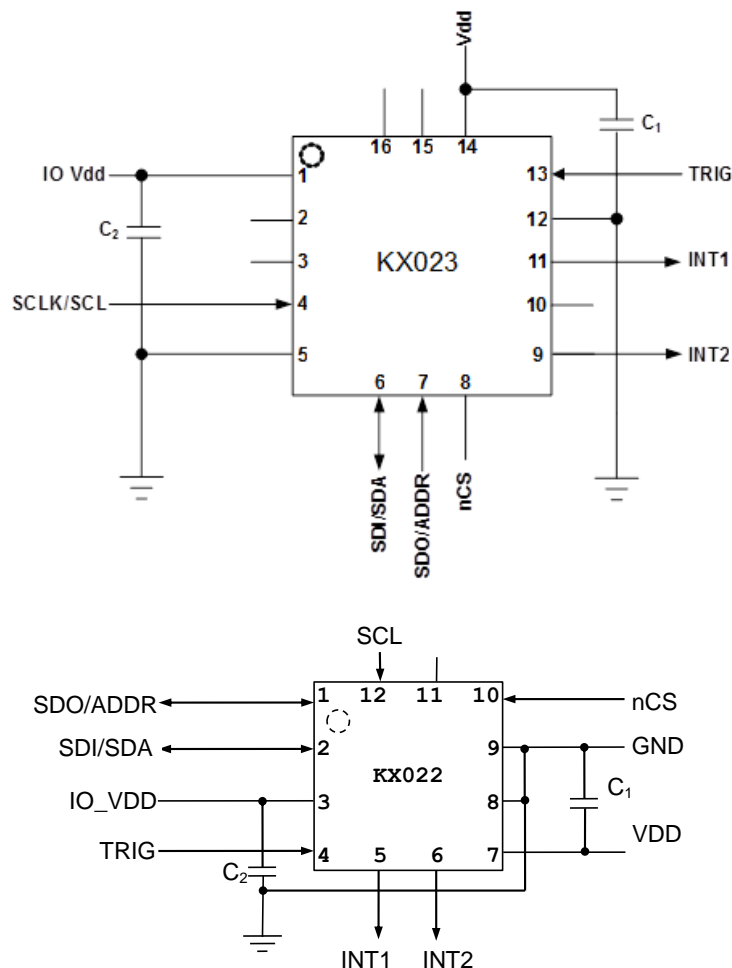 Vdd
C₁
16 15 14
IO Vdd 1 13 TRIG
C₂ 2 12
3 KX023 11 INT1
SCLK/SCL 4 10
5 9 INT2
6 7 8
SDI/SDA SDO/ADDR nCS
SCL
SDO/ADDR 1 12 11 10 nCS
SDI/SDA 2 9 GND
KX022
IO_VDD 3 8 C₁
TRIG 4 5 6 7 VDD
C₂
INT1 INT2